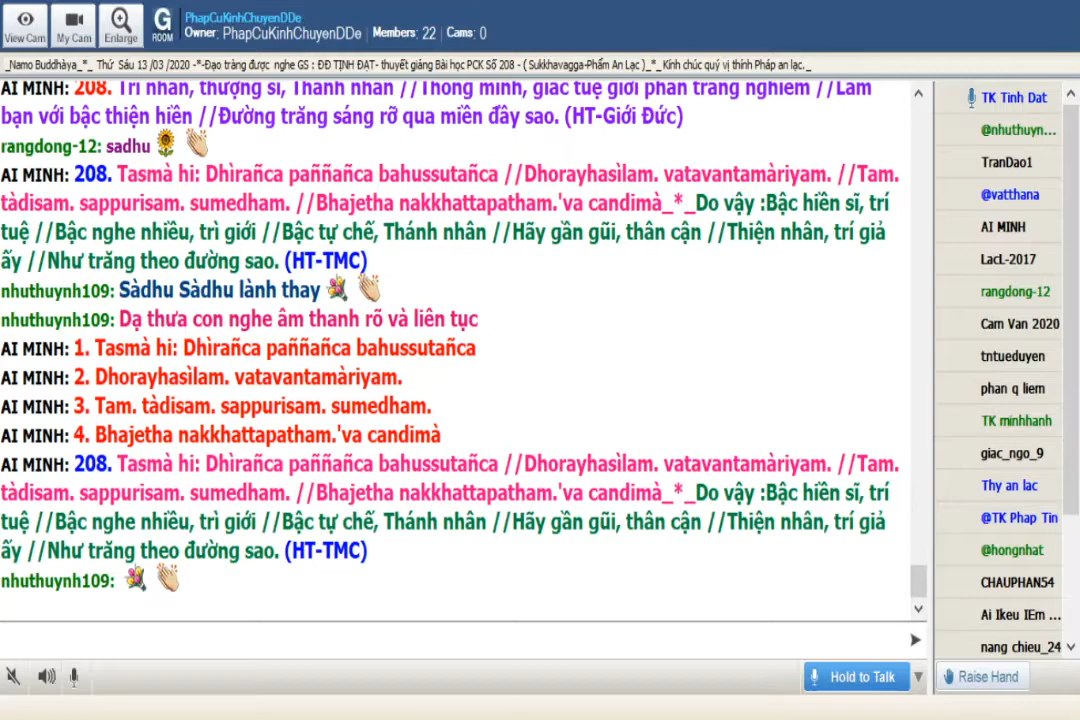 View Cam
My Cam
Enlarge
G ROOM
PhapCuKinhChuyenDDe
Owner: PhapCuKinhChuyenDDe Members: 22 Cams: 0
_Namo Buddhàya_*_ Thứ Sáu 13 /03 /2020 -*-Đạo tràng được nghe GS : ĐĐ TỊNH ĐẠT- thuyết giảng Bài học PCK Số 208 - ( Sukkhavagga-Phẩm An Lạc )_*_Kính chúc quý vị thính Pháp an lạc._
AI MINH: 208. Trí nhân, thượng sĩ, Thánh nhân //Thông minh, giác tuệ giới phần trang nghiêm //Làm
bạn với bậc thiện hiền //Đường trăng sáng rỡ qua miền đây sao. (HT-Giới Đức)
rangdong-12: sadhu
AI MINH: 208. Tasmà hi: Dhìrañca paññañca bahussutañca //Dhorayhasìlam. vatavantamàriyam. //Tam.
tàdisam. sappurisam. sumedham. //Bhajetha nakkhattapatham.'va candimà_*_Do vậy :Bậc hiền sĩ, trí
tuệ //Bậc nghe nhiều, trì giới //Bậc tự chế, Thánh nhân //Hãy gần gũi, thân cận //Thiện nhân, trí giả
ấy //Như trăng theo đường sao. (HT-TMC)
nhuthuynh109: Sàdhu Sàdhu lành thay
nhuthuynh109: Dạ thưa con nghe âm thanh rõ và liên tục
AI MINH: 1. Tasmà hi: Dhìrañca paññañca bahussutañca
AI MINH: 2. Dhorayhasìlam. vatavantamàriyam.
AI MINH: 3. Tam. tàdisam. sappurisam. sumedham.
AI MINH: 4. Bhajetha nakkhattapatham.'va candimà
AI MINH: 208. Tasmà hi: Dhìrañca paññañca bahussutañca //Dhorayhasìlam. vatavantamàriyam. //Tam.
tàdisam. sappurisam. sumedham. //Bhajetha nakkhattapatham.'va candimà_*_Do vậy :Bậc hiền sĩ, trí
tuệ //Bậc nghe nhiều, trì giới //Bậc tự chế, Thánh nhân //Hãy gần gũi, thân cận //Thiện nhân, trí giả
ấy //Như trăng theo đường sao. (HT-TMC)
nhuthuynh109:
TK Tinh Dat
@nhuthuyn...
TranDao1
@vatthana
AI MINH
LacL-2017
rangdong-12
Cam Van 2020
tntueduyen
phan q liem
TK minhhanh
giac_ngo_9
Thy an lac
@TK Phap Tin
@hongnhat
CHAUPHAN54
Ai Ikeu IEm ...
nang chieu_24
Hold to Talk
Raise Hand